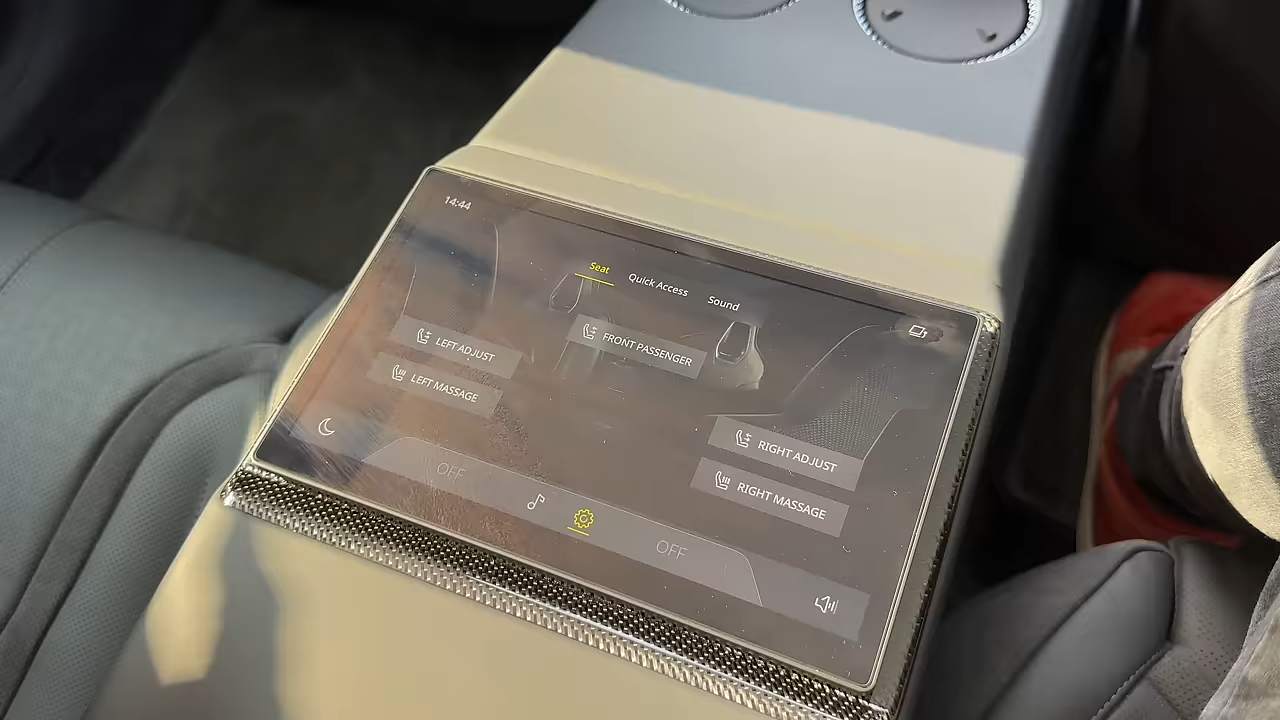 14:44
Seat
Quick Access
Sound
LEFT ADJUST
FRONT PASSENGER
LEFT MASSAGE
RIGHT ADJUST
RIGHT MASSAGE
OFF
OFF